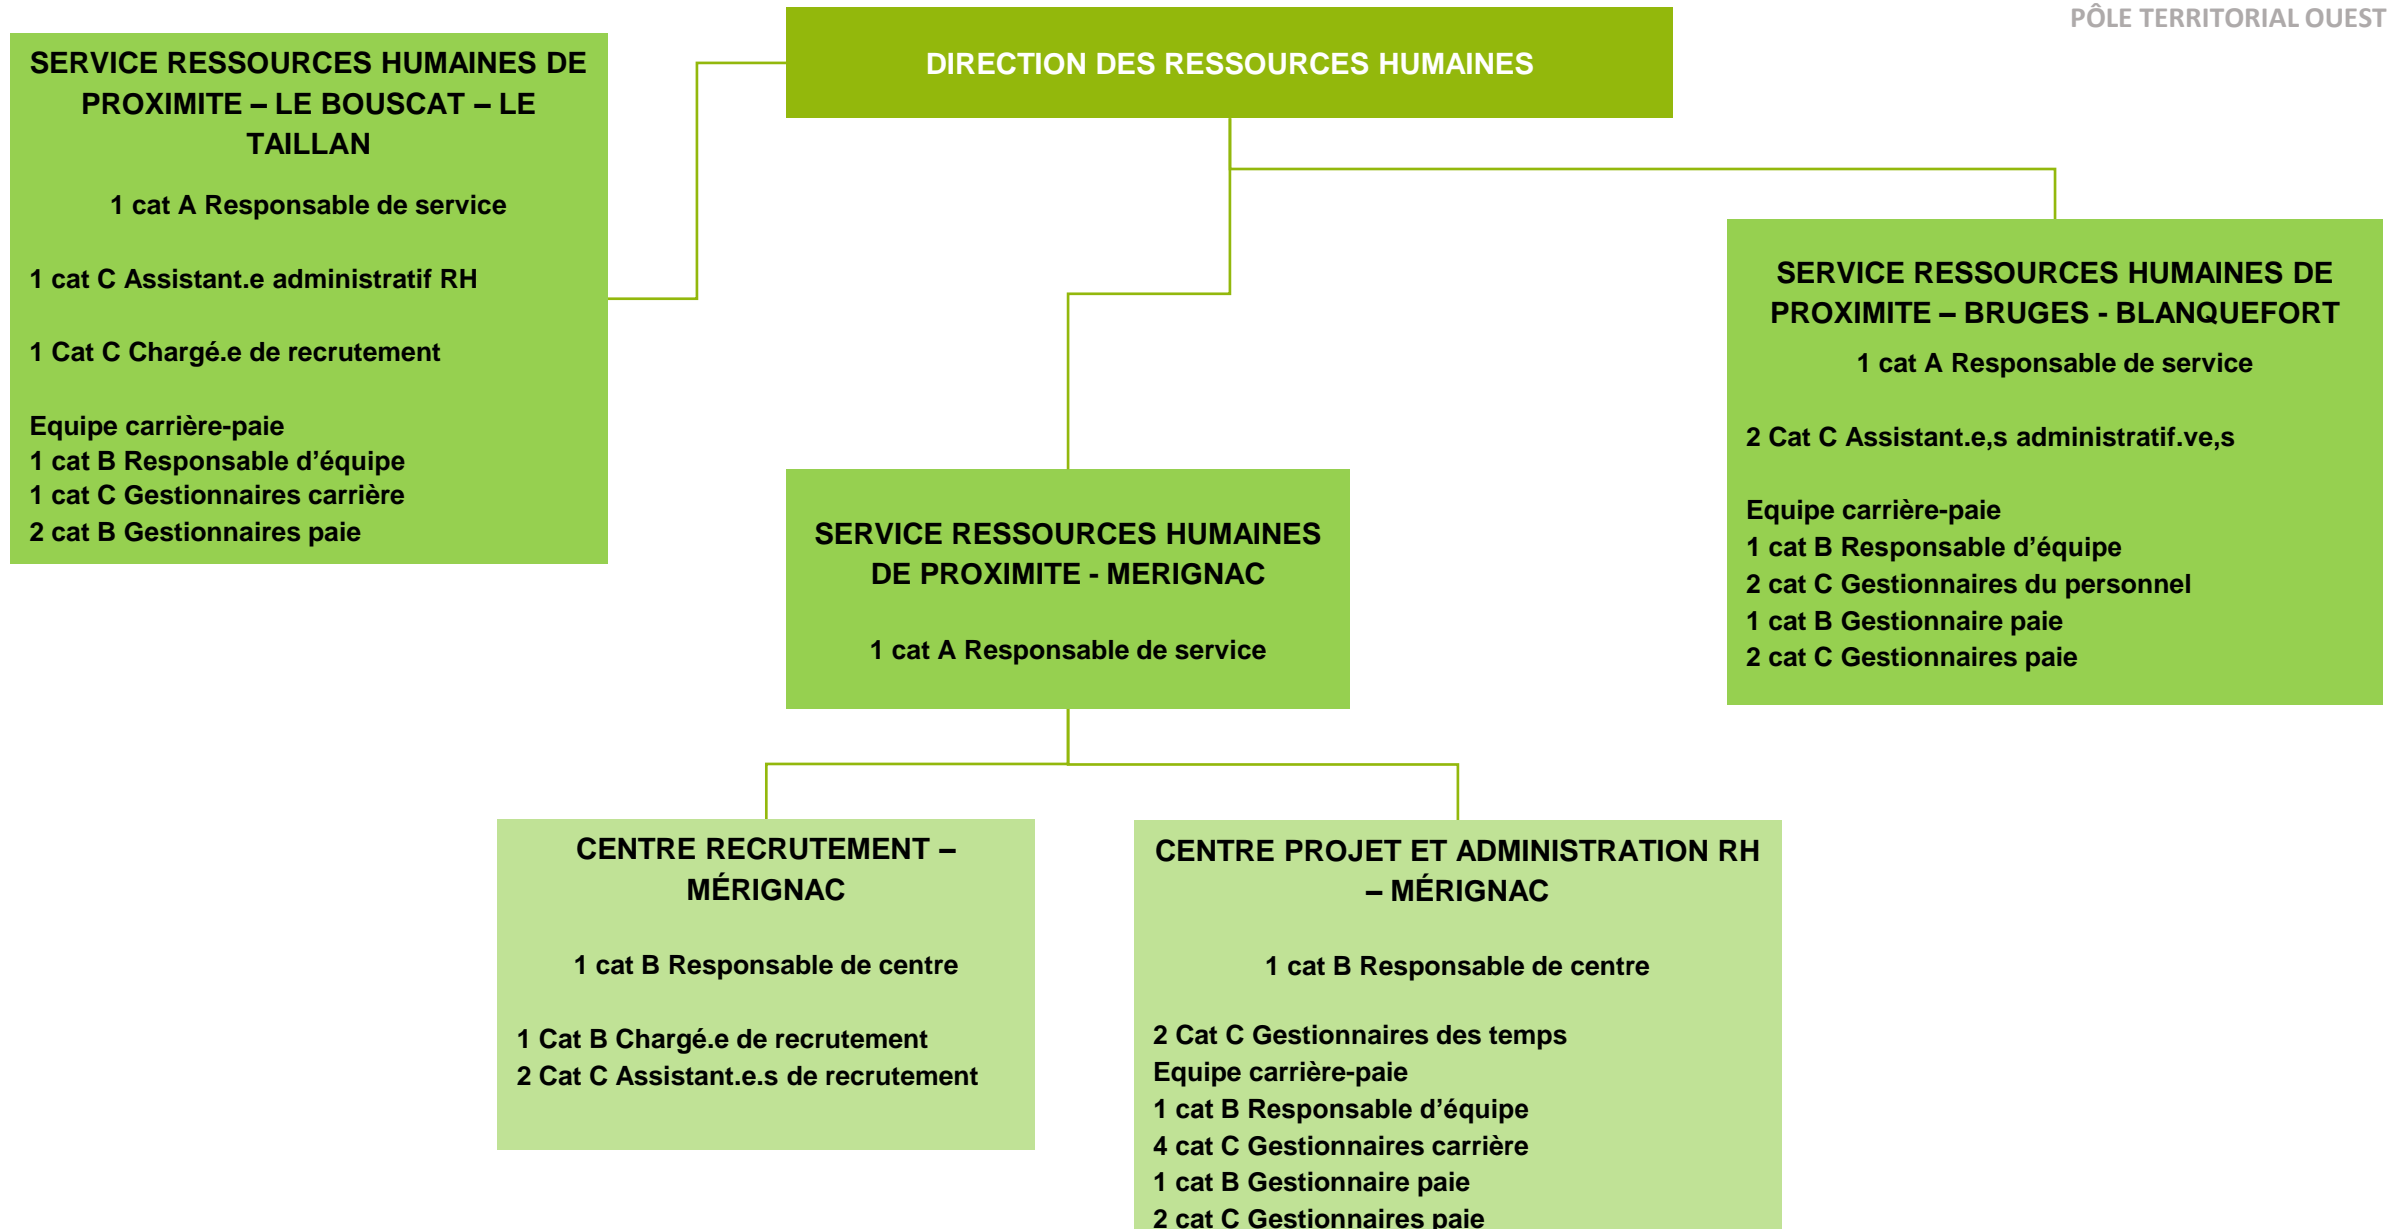 PÔLE TERRITORIAL OUEST
DIRECTION DES RESSOURCES HUMAINES
SERVICE RESSOURCES HUMAINES DE
PROXIMITE – LE BOUSCAT – LE
TAILLAN
1 cat A Responsable de service
1 cat C Assistant.e administratif RH
1 Cat C Chargé.e de recrutement
Equipe carrière-paie
1 cat B Responsable d’équipe
1 cat C Gestionnaires carrière
2 cat B Gestionnaires paie
SERVICE RESSOURCES HUMAINES
DE PROXIMITE - MERIGNAC
1 cat A Responsable de service
SERVICE RESSOURCES HUMAINES DE
PROXIMITE – BRUGES - BLANQUEFORT
1 cat A Responsable de service
2 Cat C Assistant.e,s administratif.ve,s
Equipe carrière-paie
1 cat B Responsable d’équipe
2 cat C Gestionnaires du personnel
1 cat B Gestionnaire paie
2 cat C Gestionnaires paie
CENTRE RECRUTEMENT –
MÉRIGNAC
1 cat B Responsable de centre
1 Cat B Chargé.e de recrutement
2 Cat C Assistant.e.s de recrutement
CENTRE PROJET ET ADMINISTRATION RH
– MÉRIGNAC
1 cat B Responsable de centre
2 Cat C Gestionnaires des temps
Equipe carrière-paie
1 cat B Responsable d’équipe
4 cat C Gestionnaires carrière
1 cat B Gestionnaire paie
2 cat C Gestionnaires paie